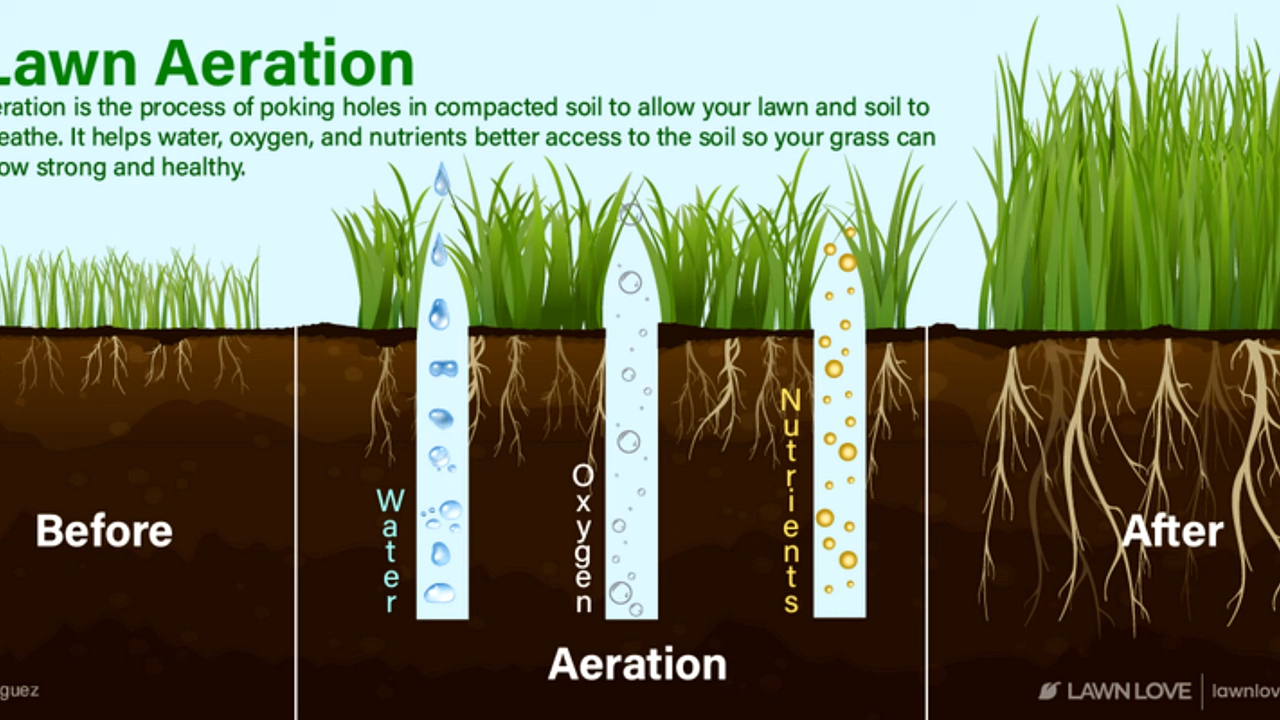 Lawn Aeration
eration is the process of poking holes in compacted soil to allow your lawn and soil to
eathe. It helps water, oxygen, and nutrients better access to the soil so your grass can
ow strong and healthy.
Water
Oxygen
Nutrients
Before
After
Aeration
guez
LAWN LOVE
lawnlov